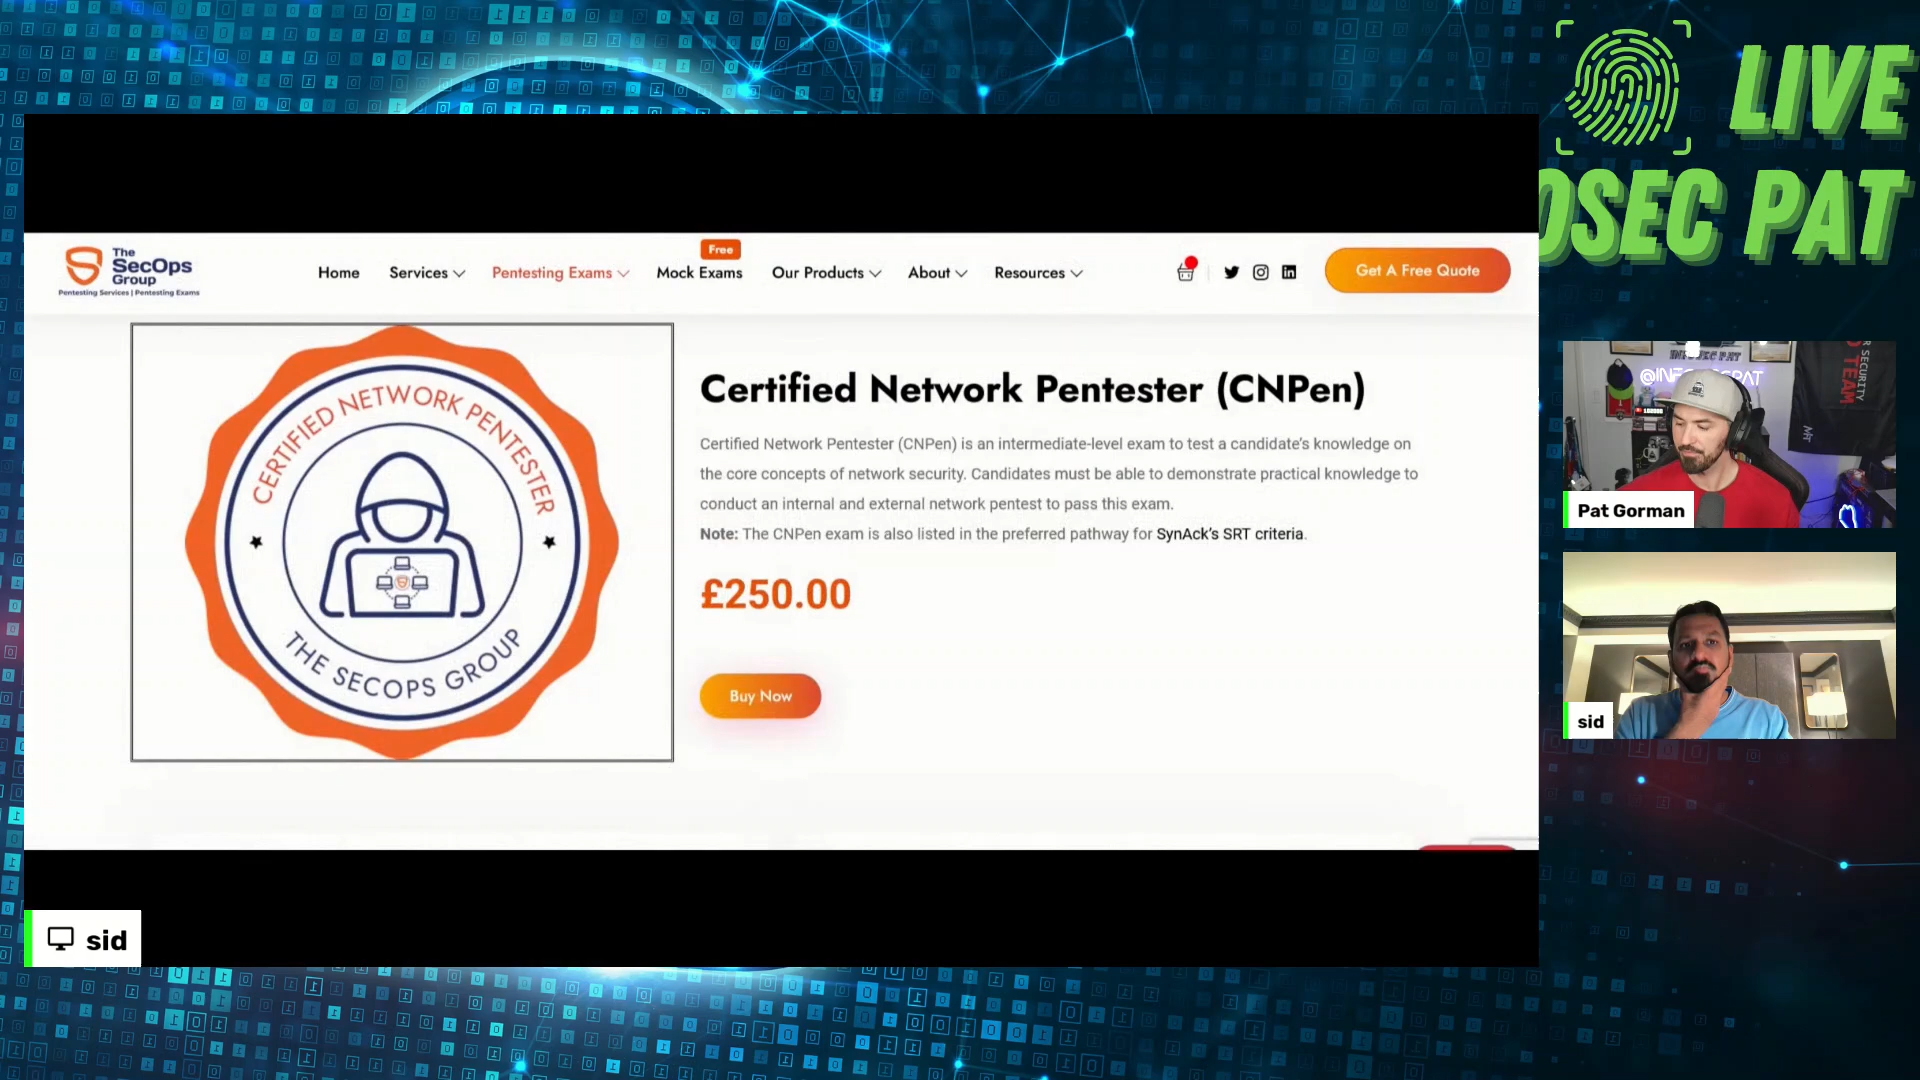 LIVE
OSEC PAT
The
SecOps
Group
Pentesting Services | Pentesting Exams
Home
Services
Pentesting Exams
Free
Mock Exams
Our Products
About
Resources
Get A Free Quote
CERTIFIED NETWORK PENTESTER
THE SECOPS GROUP
Certified Network Pentester (CNPen)
Certified Network Pentester (CNPen) is an intermediate-level exam to test a candidate's knowledge on
the core concepts of network security. Candidates must be able to demonstrate practical knowledge to
conduct an internal and external network pentest to pass this exam.
Note: The CNPen exam is also listed in the preferred pathway for SynAck's SRT criteria.
£250.00
Buy Now
INFOSEC PAT
Pat Gorman
sid
sid